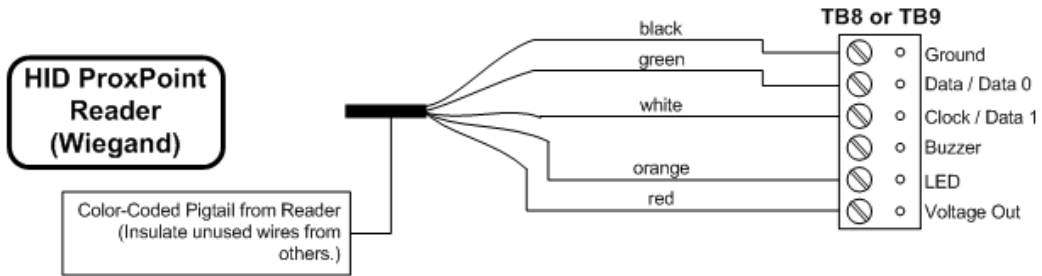 TB8 or TB9
HID ProxPoint
Reader
(Wiegand)
black
green
white
orange
red
Ground
Data / Data 0
Clock / Data 1
Buzzer
LED
Voltage Out
Color-Coded Pigtail from Reader
(Insulate unused wires from
others.)